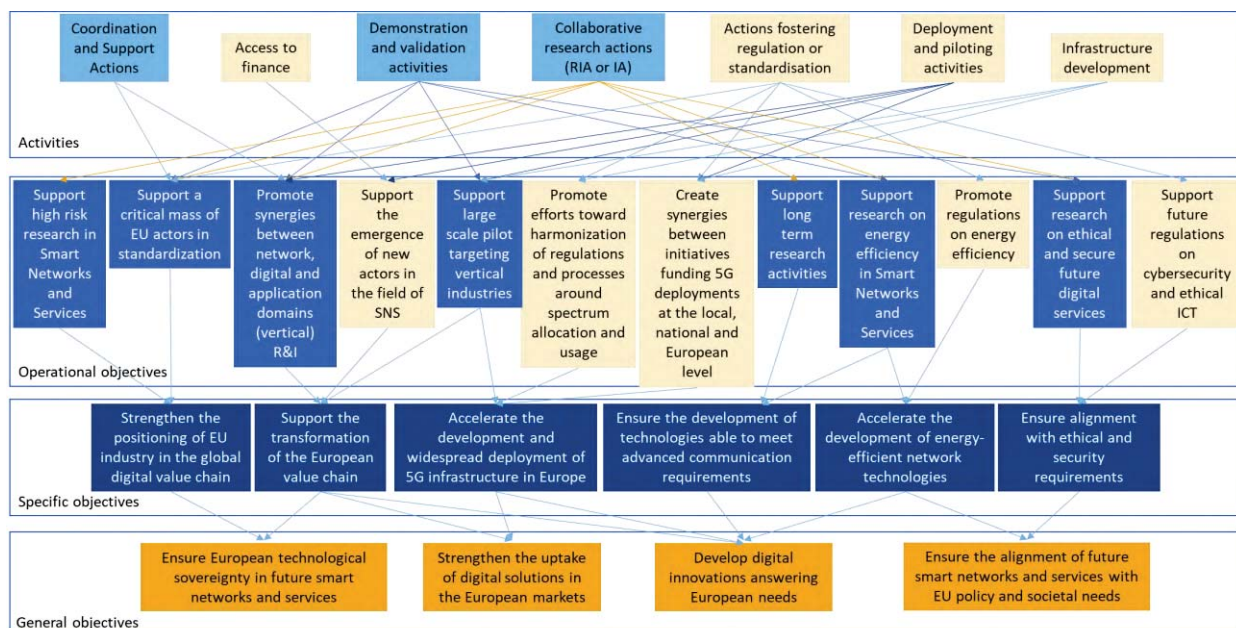 Coordination
and Support
Actions
Access to
finance
Demonstration
and validation
activities
Collaborative
research actions
(RIA or IA)
Actions fostering
regulation or
standardisation
Deployment
and piloting
activities
Infrastructure
development
Activities
Support
high risk
research in
Smart
Networks
and
Services
Support a
critical mass of
EU actors in
standardization
Promote
synergies
between
network,
digital and
application
domains
(vertical)
R&I
Support
the
emergence
of new
actors in
the field of
SNS
Support
large
scale pilot
targeting
vertical
industries
Promote
efforts toward
harmonization
of regulations
and processes
around
spectrum
allocation and
usage
Create
synergies
between
initiatives
funding 5G
deployments
at the local,
national and
European
level
Support
long
term
research
activities
Support
research on
energy
efficiency
in Smart
Networks
and
Services
Promote
regulations
on energy
efficiency
Support
research
on ethical
and secure
future
digital
services
Support
future
regulations
on
cybersecurity
and ethical
ICT
Operational objectives
Strengthen the
positioning of EU
industry in the global
digital value chain
Support the
transformation
of the European
value chain
Accelerate the
development and
widespread deployment of
5G infrastructure in Europe
Ensure the development of
technologies able to meet
advanced communication
requirements
Accelerate the
development of energy-
efficient network
technologies
Ensure alignment
with ethical and
security
requirements
Specific objectives
Ensure European technological
sovereignty in future smart
networks and services
Strengthen the uptake
of digital solutions in
the European markets
Develop digital
innovations answering
European needs
Ensure the alignment of future
smart networks and services with
EU policy and societal needs
General objectives